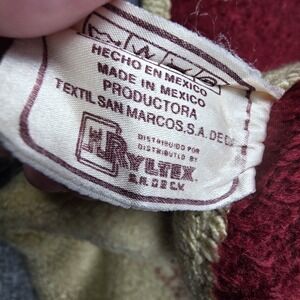 HECHO EN MEXICO
MADE IN MEXICO
PRODUCTORA
TEXTIL SAN MARCOS, S.A. DE C.V.
DISTRIBUIDO POR
DISTRIBUTED BY
RYLTEX
S.A. DE C.V.